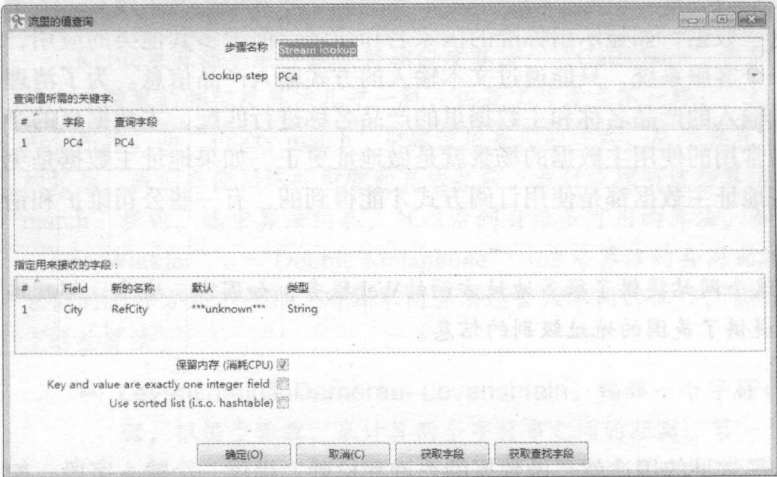 流里的值查询
步骤名称 Stream lookup
Lookup step PC4
查询值所需的关键字:
# 字段 查询字段
1 PC4 PC4
指定用来接收的字段 :
# Field 新的名称 默认 类型
1 City RefCity ***unknown*** String
保留内存 (消耗CPU)
Key and value are exactly one integer field
Use sorted list (i.s.o. hashtable)
确定(O) 取消(C) 获取字段 获取查找字段